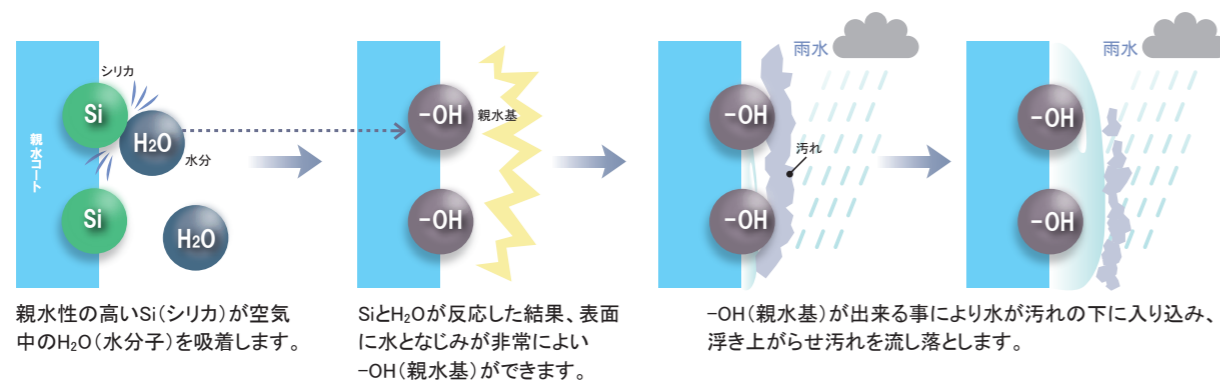 シリカ
Si
H₂O
水分
親水コート
Si
H₂O
親水性の高いSi（シリカ）が空気
中のH₂O（水分子）を吸着します。
-OH
親水基
-OH
SiとH₂Oが反応した結果、表面
に水となじみが非常によい
-OH（親水基）ができます。
雨水
-OH
汚れ
-OH
雨水
-OH
-OH
-OH（親水基）が出来る事により水が汚れの下に入り込み、
浮き上がらせ汚れを流し落とします。